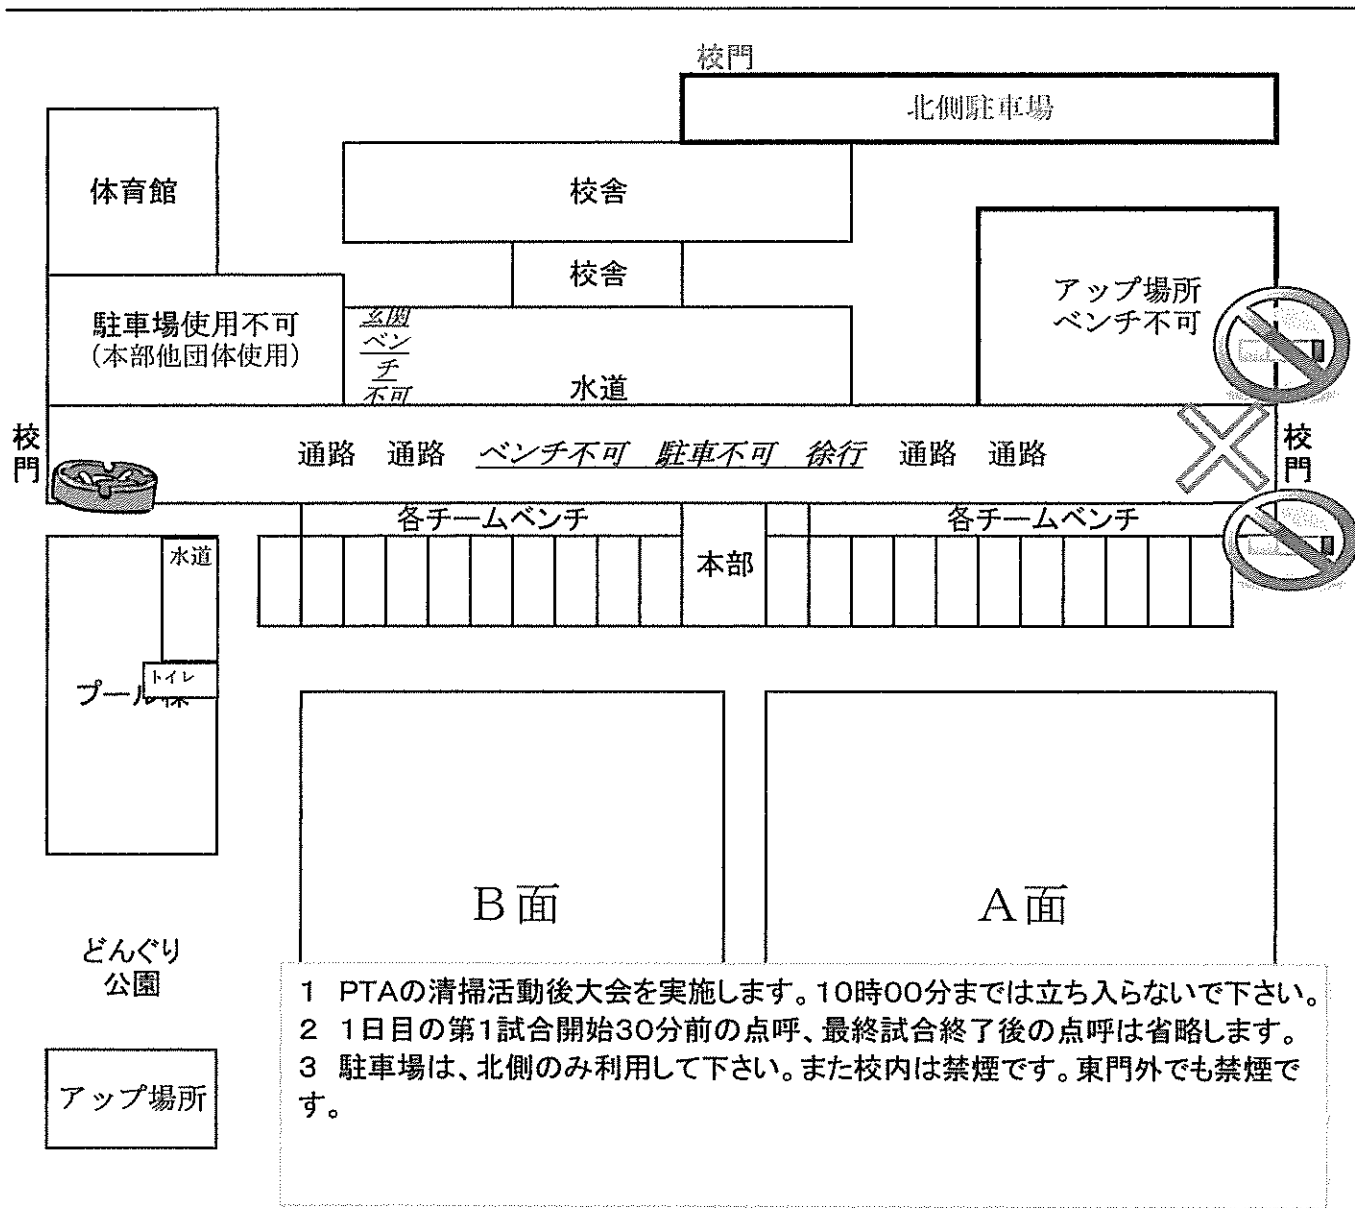 校門
北側駐車場
体育館
校舎
校舎
アップ場所
ベンチ不可
駐車場使用不可
(本部他団体使用)
玄関
ベン
チ
不可
水道
校門
通路 通路 ベンチ不可 駐車不可 徐行 通路 通路
校門
各チームベンチ
各チームベンチ
水道
本部
トイレ
プール棟
B面
A面
どんぐり
公園
アップ場所
1 PTAの清掃活動後大会を実施します。10時00分までは立ち入らないで下さい。
2 1日目の第1試合開始30分前の点呼、最終試合終了後の点呼は省略します。
3 駐車場は、北側のみ利用して下さい。また校内は禁煙です。東門外でも禁煙で
す。